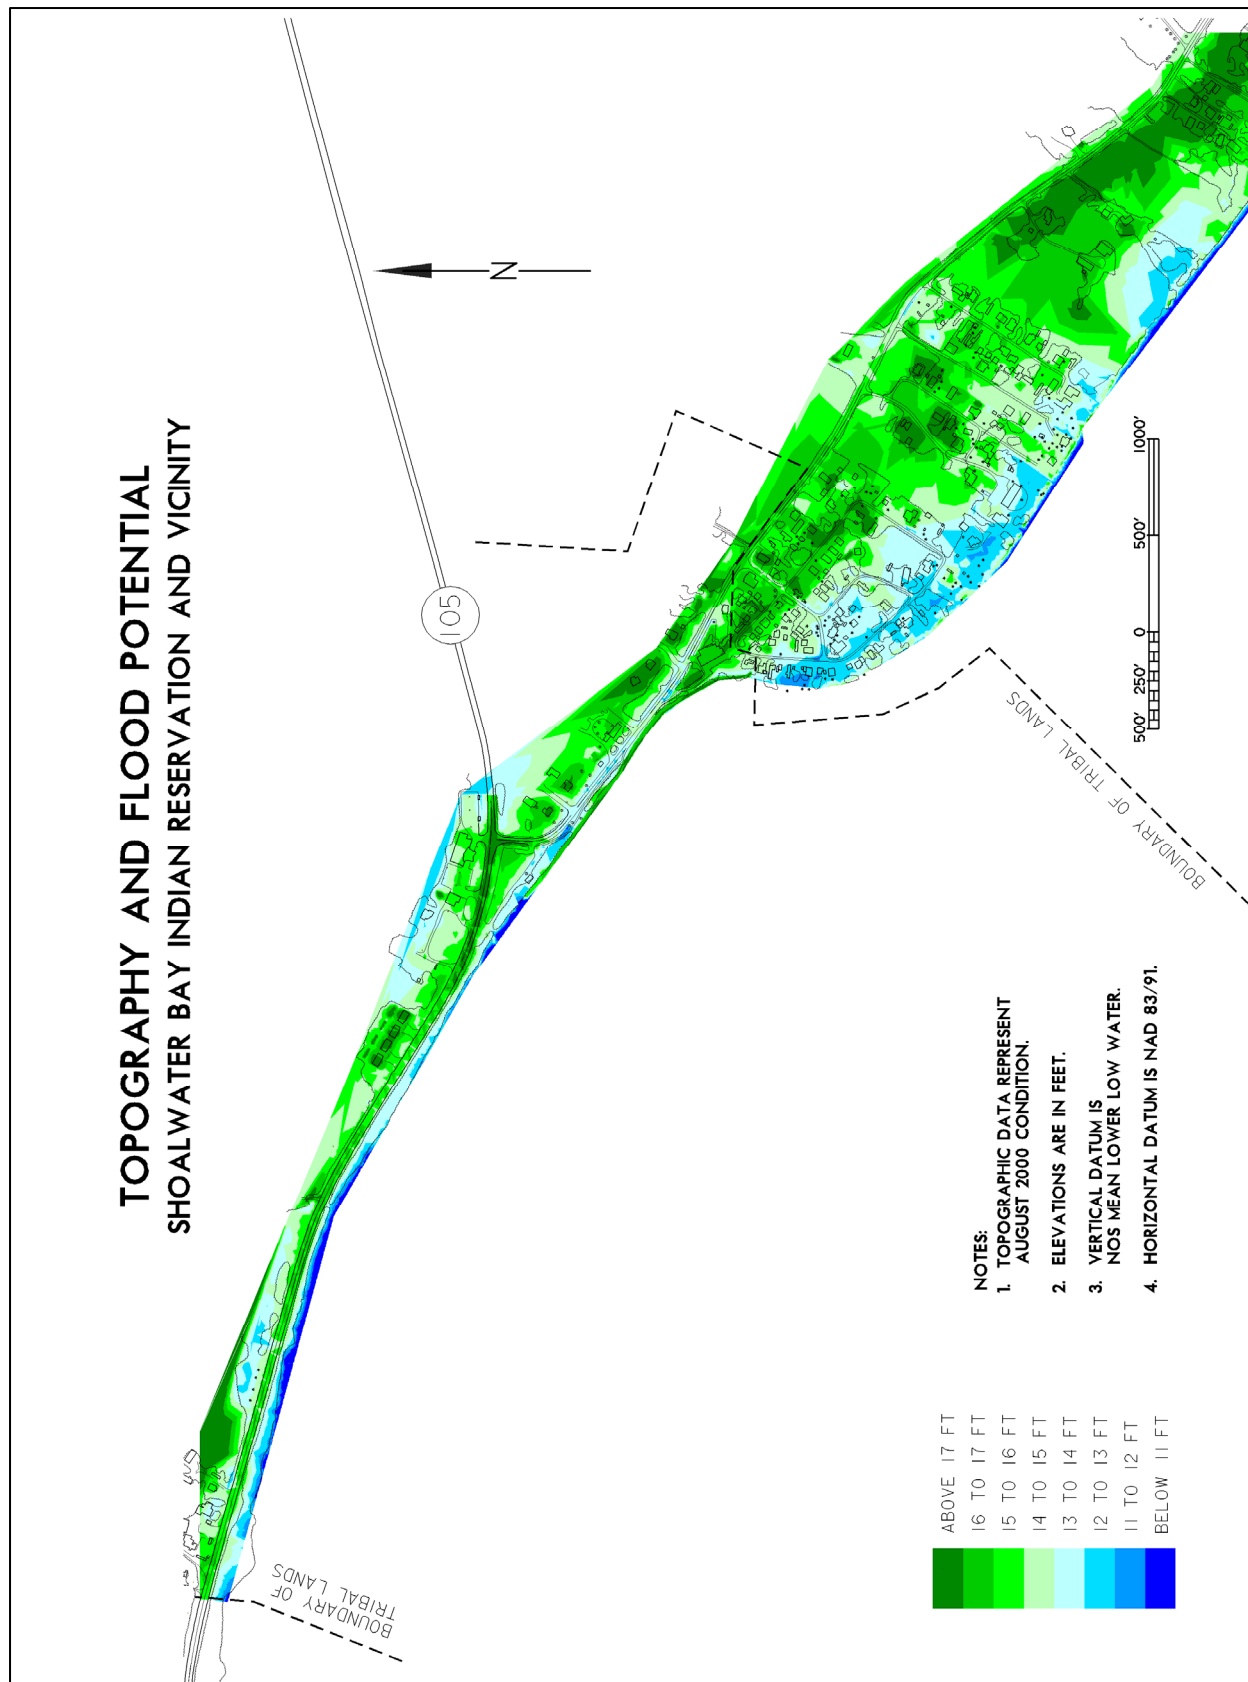 TOPOGRAPHY AND FLOOD POTENTIAL
SHOALWATER BAY INDIAN RESERVATION AND VICINITY
105
N
BOUNDARY OF
TRIBAL LANDS
BOUNDARY OF TRIBAL LANDS
500' 250' 0 500' 1000'
NOTES:
1. TOPOGRAPHIC DATA REPRESENT
AUGUST 2000 CONDITION.
2. ELEVATIONS ARE IN FEET.
3. VERTICAL DATUM IS
NOS MEAN LOWER LOW WATER.
4. HORIZONTAL DATUM IS NAD 83/91.
ABOVE 17 FT
16 TO 17 FT
15 TO 16 FT
14 TO 15 FT
13 TO 14 FT
12 TO 13 FT
11 TO 12 FT
BELOW 11 FT